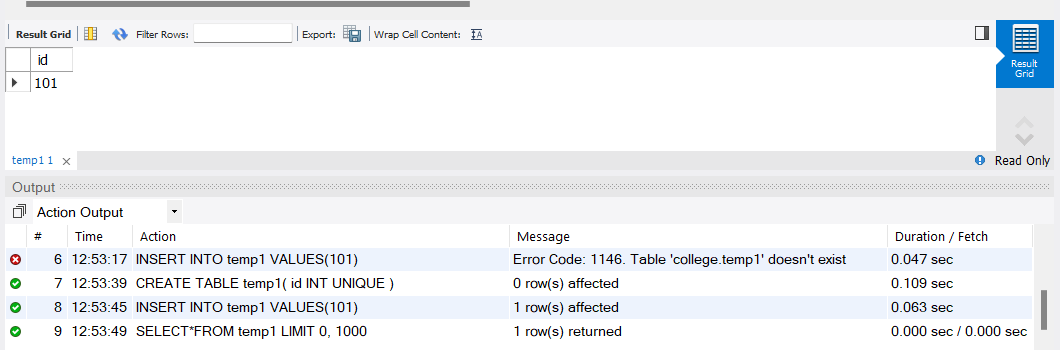 Result Grid Filter Rows: Export: Wrap Cell Content: IA
id
101
Result Grid
temp1 1 Read Only
Output
Action Output
# Time Action Message Duration / Fetch
6 12:53:17 INSERT INTO temp1 VALUES(101) Error Code: 1146. Table 'college.temp1' doesn't exist 0.047 sec
7 12:53:39 CREATE TABLE temp1( id INT UNIQUE ) 0 row(s) affected 0.109 sec
8 12:53:45 INSERT INTO temp1 VALUES(101) 1 row(s) affected 0.063 sec
9 12:53:49 SELECT*FROM temp1 LIMIT 0, 1000 1 row(s) returned 0.000 sec / 0.000 sec